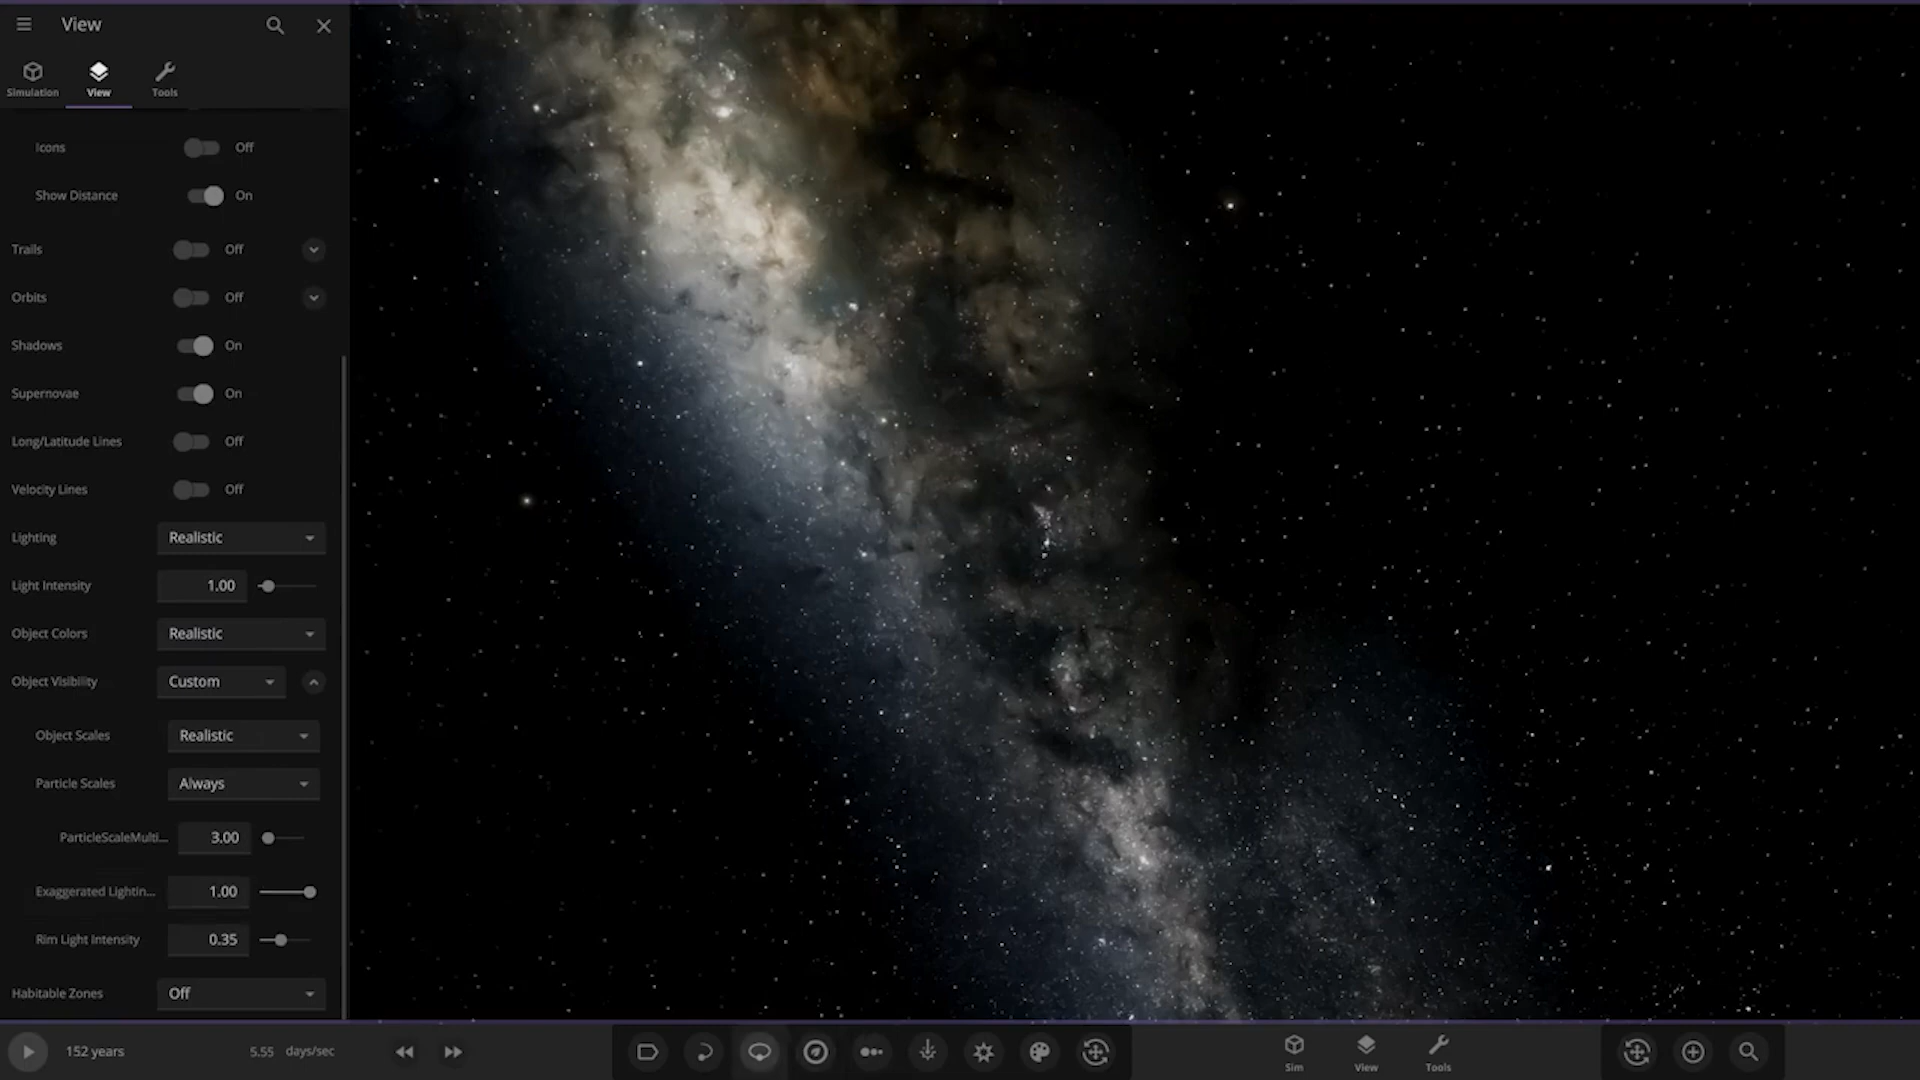 View
Simulation
View
Tools
Icons Off
Show Distance On
Trails Off
Orbits Off
Shadows On
Supernovae On
Long/Latitude Lines Off
Velocity Lines Off
Lighting Realistic
Light Intensity 1.00
Object Colors Realistic
Object Visibility Custom
Object Scales Realistic
Particle Scales Always
ParticleScaleMulti... 3.00
Exaggerated Lightin... 1.00
Rim Light Intensity 0.35
Habitable Zones Off
152 years 5.55 days/sec
Sim
View
Tools